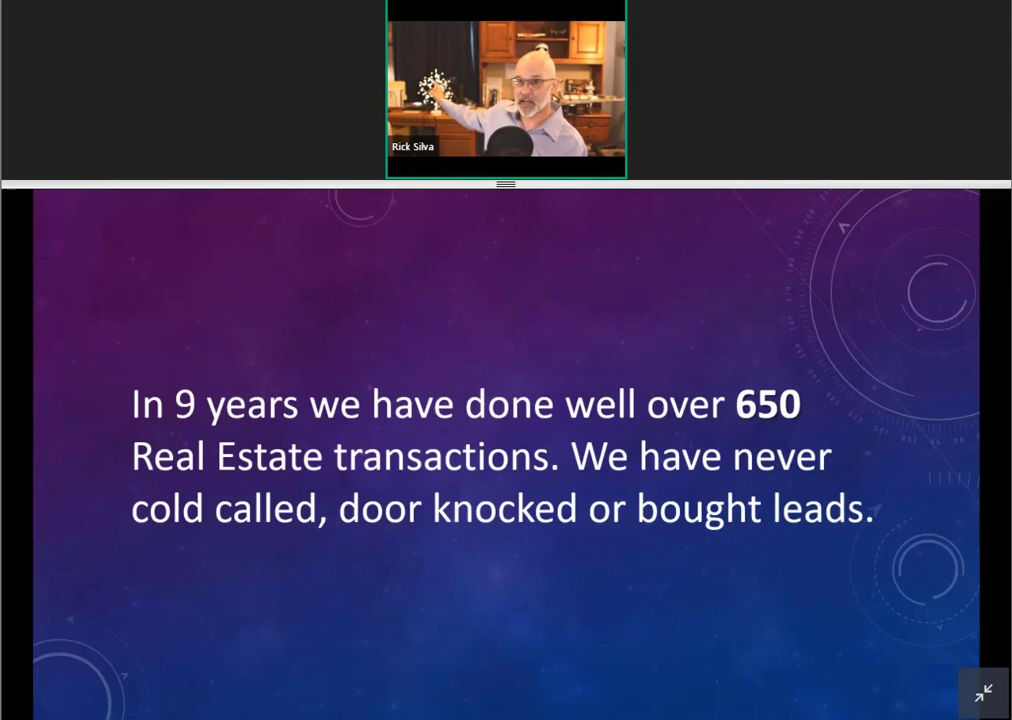 Rick Silva
In 9 years we have done well over 650
Real Estate transactions. We have never
cold called, door knocked or bought leads.